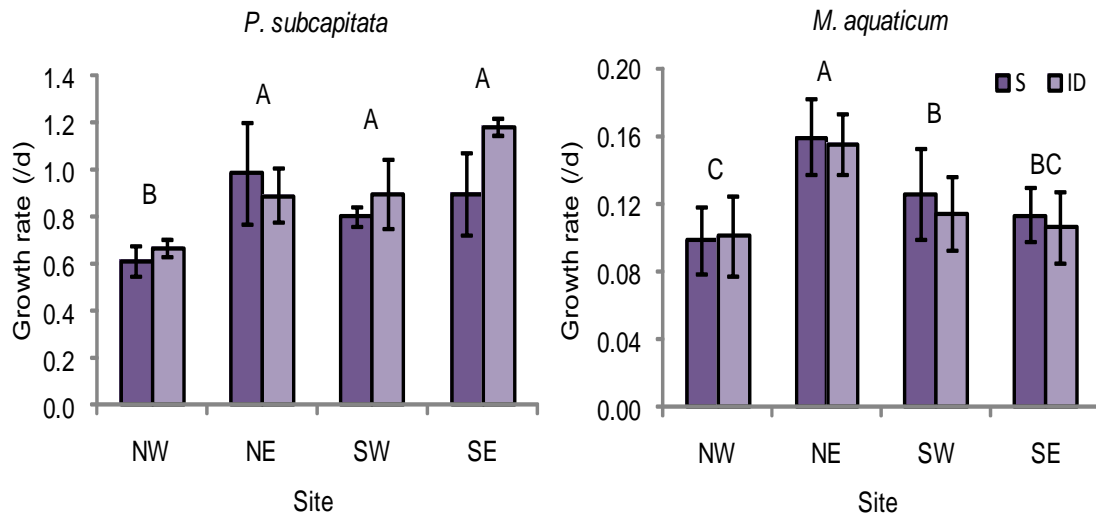 P. subcapitata
Growth rate (/d)
1.4
1.2
1.0
0.8
0.6
0.4
0.2
0.0
B
A
A
A
NW NE SW SE
Site
M. aquaticum
Growth rate (/d)
0.20
0.16
0.12
0.08
0.04
0.00
S ID
C
A
B
BC
NW NE SW SE
Site